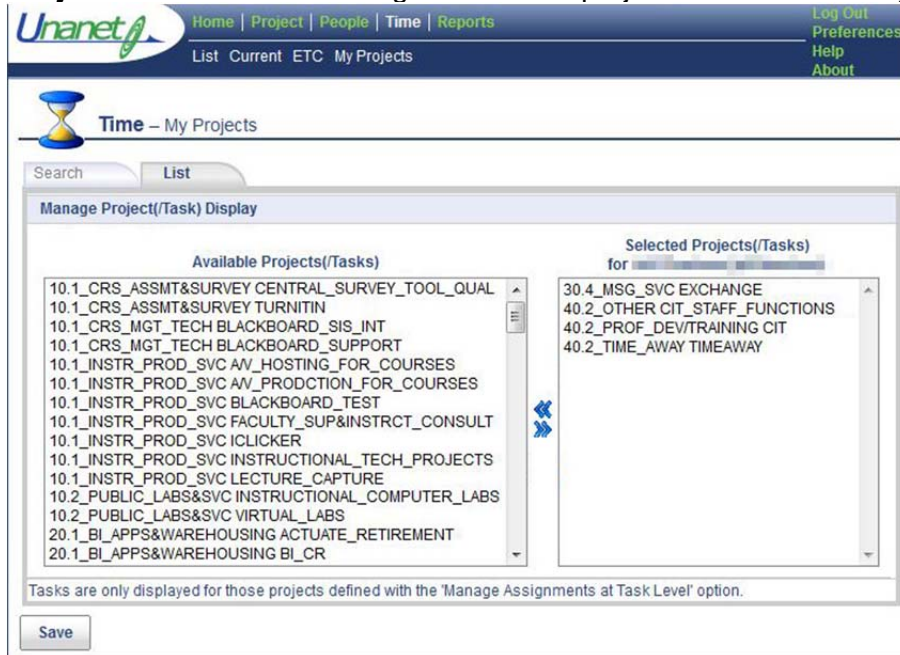 Unanet
Home | Project | People | Time | Reports
Log Out
Preferences
List Current ETC My Projects
Help
About
Time – My Projects
Search List
Manage Project(/Task) Display
Available Projects(/Tasks)
10.1_CRS_ASSMT&SURVEY CENTRAL_SURVEY_TOOL_QUAL
10.1_CRS_ASSMT&SURVEY TURNITIN
10.1_CRS_MGT_TECH BLACKBOARD_SIS_INT
10.1_CRS_MGT_TECH BLACKBOARD_SUPPORT
10.1_INSTR_PROD_SVC A/V_HOSTING_FOR_COURSES
10.1_INSTR_PROD_SVC A/V_PRODCTION_FOR_COURSES
10.1_INSTR_PROD_SVC BLACKBOARD_TEST
10.1_INSTR_PROD_SVC FACULTY_SUP&INSTRCT_CONSULT
10.1_INSTR_PROD_SVC ICLICKER
10.1_INSTR_PROD_SVC INSTRUCTIONAL_TECH_PROJECTS
10.1_INSTR_PROD_SVC LECTURE_CAPTURE
10.2_PUBLIC_LABS&SVC INSTRUCTIONAL_COMPUTER_LABS
10.2_PUBLIC_LABS&SVC VIRTUAL_LABS
20.1_BI_APPS&WAREHOUSING ACTUATE_RETIREMENT
20.1_BI_APPS&WAREHOUSING BI_CR
Selected Projects(/Tasks)
for
30.4_MSG_SVC EXCHANGE
40.2_OTHER CIT_STAFF_FUNCTIONS
40.2_PROF_DEV/TRAINING CIT
40.2_TIME_AWAY TIMEAWAY
Tasks are only displayed for those projects defined with the 'Manage Assignments at Task Level' option.
Save